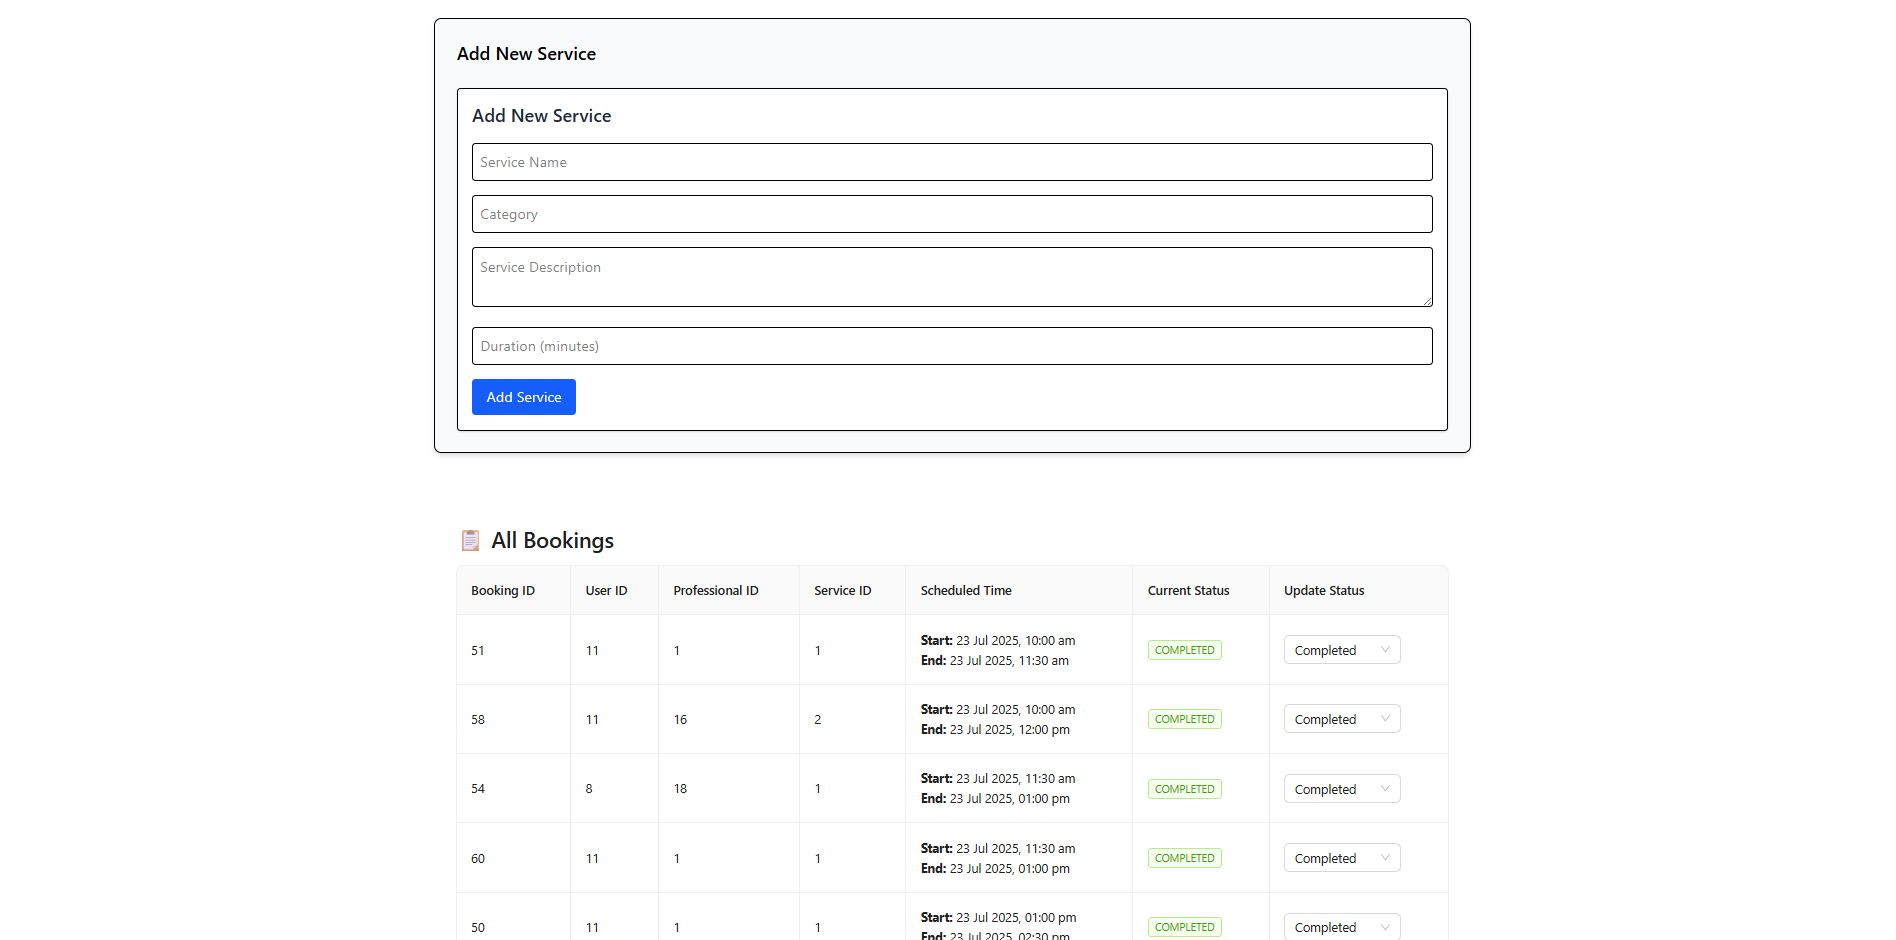 Add New Service
Add New Service
Service Name
Category
Service Description
Duration (minutes)
Add Service
📋 All Bookings
Booking ID User ID Professional ID Service ID Scheduled Time Current Status Update Status
51 11 1 1 Start: 23 Jul 2025, 10:00 am End: 23 Jul 2025, 11:30 am COMPLETED Completed
58 11 16 2 Start: 23 Jul 2025, 10:00 am End: 23 Jul 2025, 12:00 pm COMPLETED Completed
54 8 18 1 Start: 23 Jul 2025, 11:30 am End: 23 Jul 2025, 01:00 pm COMPLETED Completed
60 11 1 1 Start: 23 Jul 2025, 11:30 am End: 23 Jul 2025, 01:00 pm COMPLETED Completed
50 11 1 1 Start: 23 Jul 2025, 01:00 pm End: 23 Jul 2025, 02:30 pm COMPLETED Completed